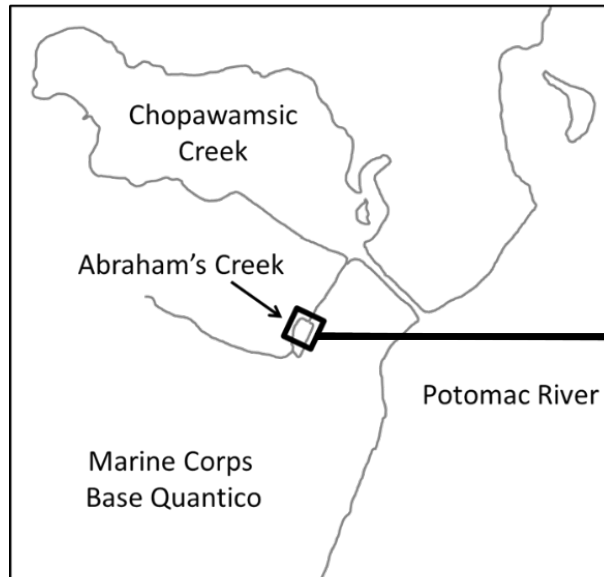 Chopawamsic
Creek
Abraham’s Creek
Potomac River
Marine Corps
Base Quantico